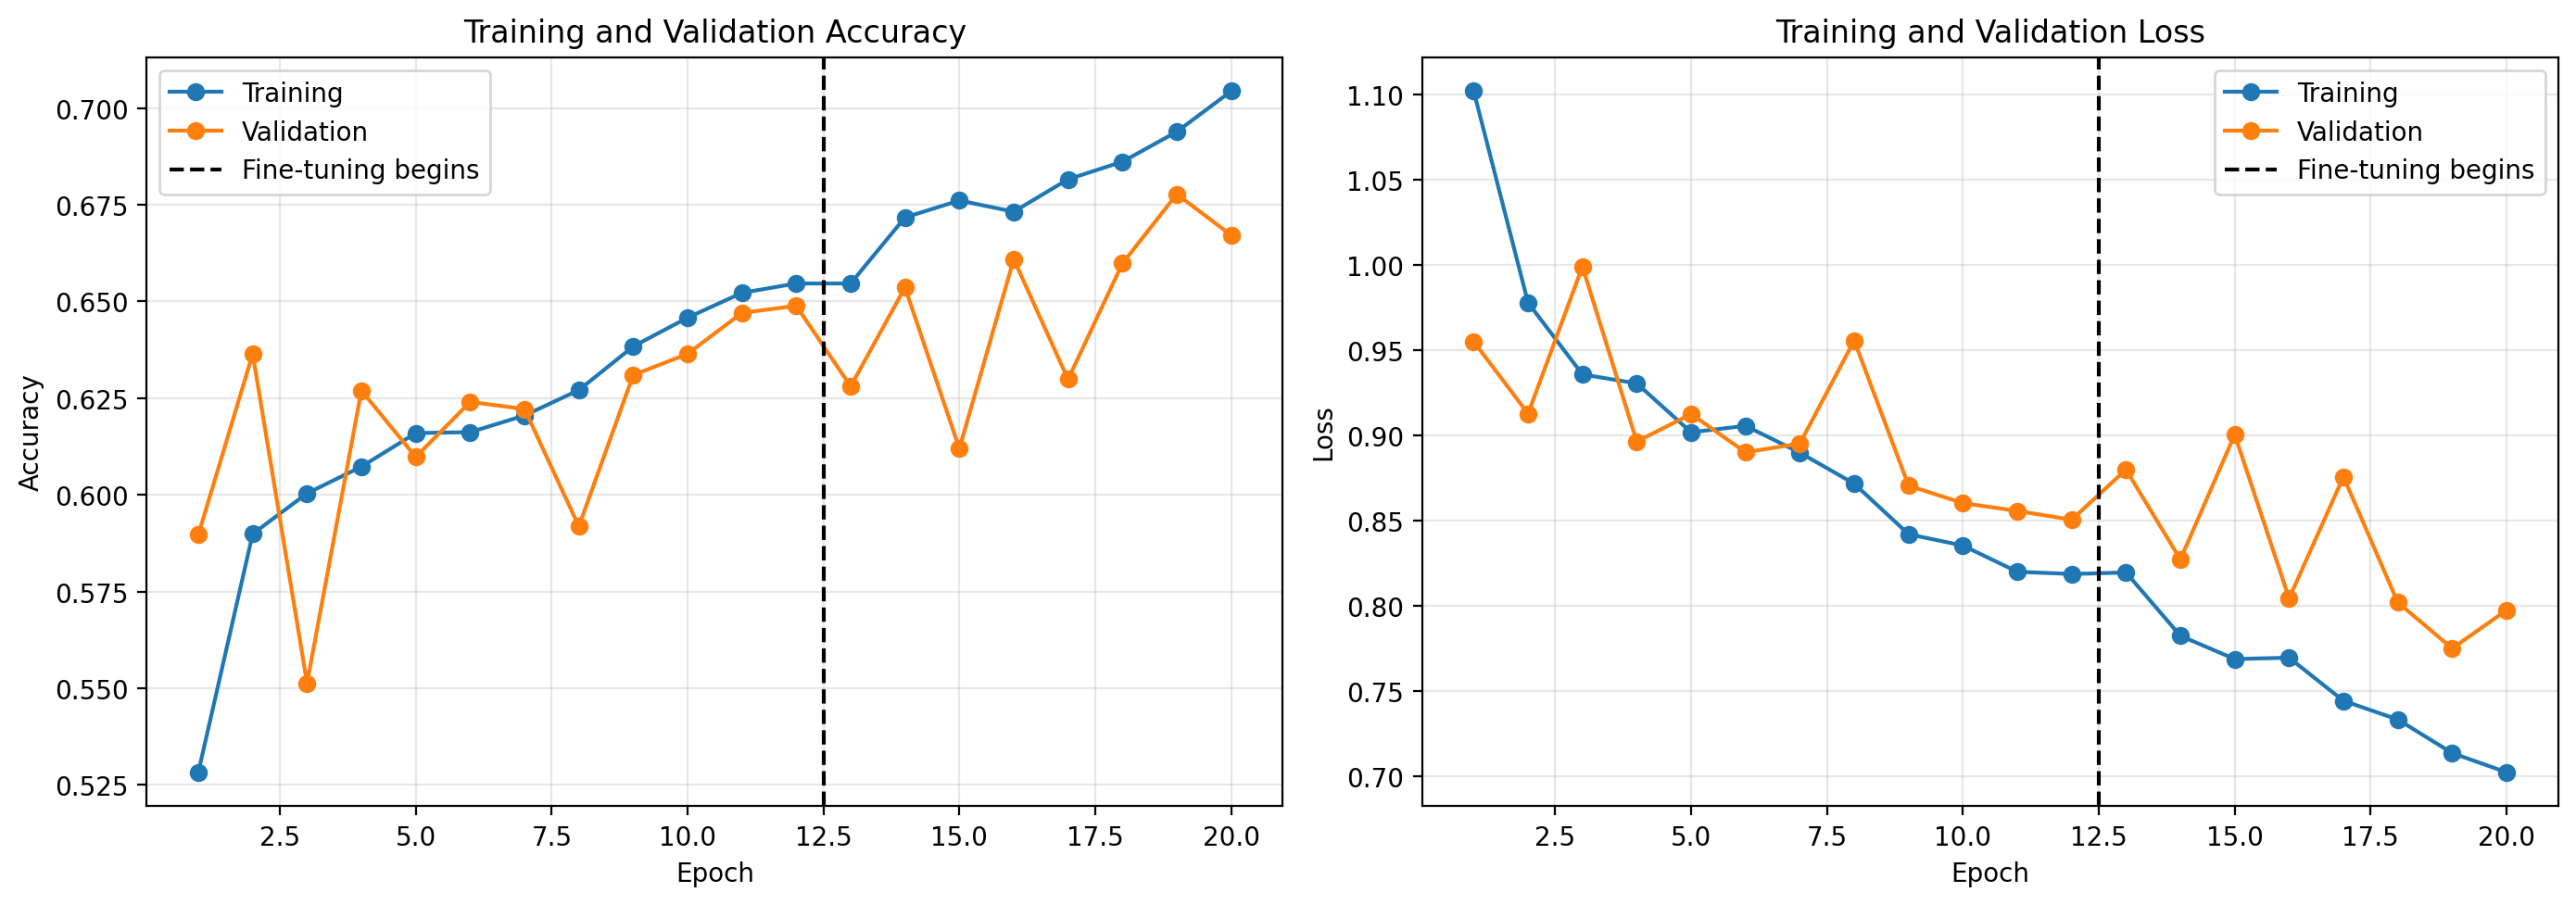 Training and Validation Accuracy
Training
Validation
Fine-tuning begins
0.700
0.675
0.650
0.625
0.600
0.575
0.550
0.525
Accuracy
2.5 5.0 7.5 10.0 12.5 15.0 17.5 20.0
Epoch
Training and Validation Loss
Training
Validation
Fine-tuning begins
1.10
1.05
1.00
0.95
0.90
0.85
0.80
0.75
0.70
Loss
2.5 5.0 7.5 10.0 12.5 15.0 17.5 20.0
Epoch